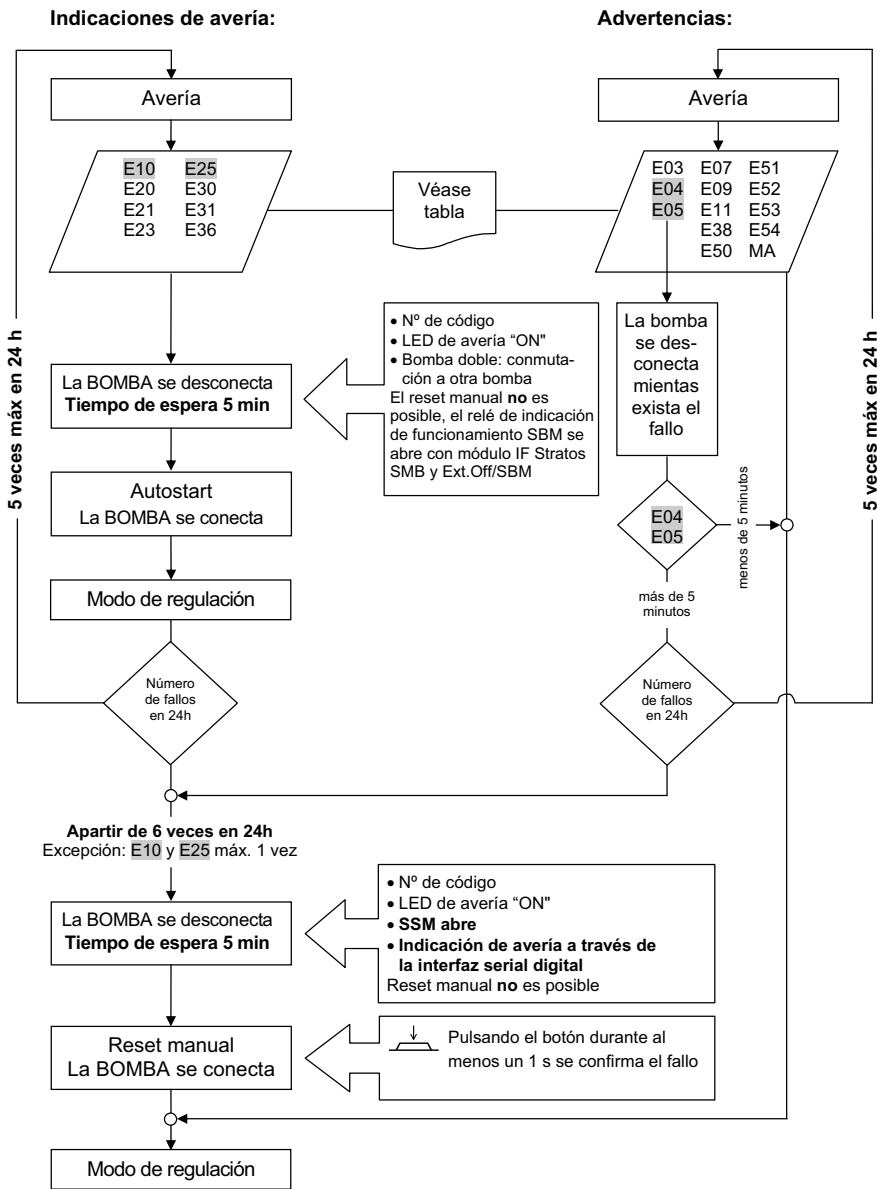 Indicaciones de avería:
Advertencias:
Avería
E10 E25
E20 E30
E21 E31
E23 E36
Véase
tabla
Avería
E03 E07 E51
E04 E09 E52
E05 E11 E53
E38 E54
E50 MA
5 veces máx en 24 h
La BOMBA se desconecta
Tiempo de espera 5 min
• Nº de código
• LED de avería “ON"
• Bomba doble: conmuta-
ción a otra bomba
El reset manual no es
posible, el relé de indicación
de funcionamiento SBM se
abre con módulo IF Stratos
SMB y Ext.Off/SBM
La bomba
se des-
conecta
mientas
exista el
fallo
5 veces máx en 24 h
Autostart
La BOMBA se conecta
E04
E05
menos de 5 minutos
más de 5
minutos
Modo de regulación
Número
de fallos
en 24h
Número
de fallos
en 24h
Apartir de 6 veces en 24h
Excepción: E10 y E25 máx. 1 vez
La BOMBA se desconecta
Tiempo de espera 5 min
• Nº de código
• LED de avería “ON"
• SSM abre
• Indicación de avería a través de
la interfaz serial digital
Reset manual no es posible
Reset manual
La BOMBA se conecta
Pulsando el botón durante al
menos un 1 s se confirma el fallo
Modo de regulación